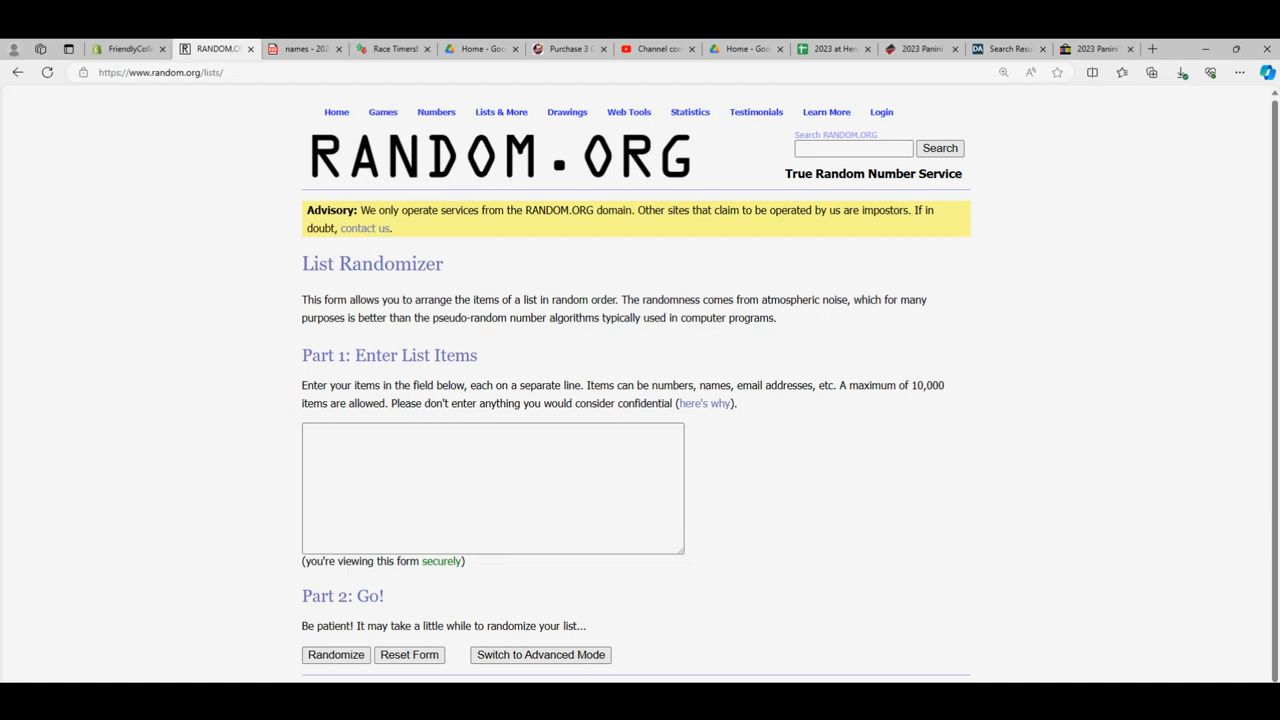 FriendlyColle
RANDOM.O
names - 202
Race Timers!
Home - Goo
Purchase 3 C
Channel con
Home - Goo
2023 at Hen
2023 Panini
Search Resu
2023 Panini
https://www.random.org/lists/
Home Games Numbers Lists & More Drawings Web Tools Statistics Testimonials Learn More Login
RANDOM.ORG
Search RANDOM.ORG
Search
True Random Number Service
Advisory: We only operate services from the RANDOM.ORG domain. Other sites that claim to be operated by us are impostors. If in
doubt, contact us.
List Randomizer
This form allows you to arrange the items of a list in random order. The randomness comes from atmospheric noise, which for many
purposes is better than the pseudo-random number algorithms typically used in computer programs.
Part 1: Enter List Items
Enter your items in the field below, each on a separate line. Items can be numbers, names, email addresses, etc. A maximum of 10,000
items are allowed. Please don't enter anything you would consider confidential (here's why).
(you're viewing this form securely)
Part 2: Go!
Be patient! It may take a little while to randomize your list...
Randomize Reset Form Switch to Advanced Mode